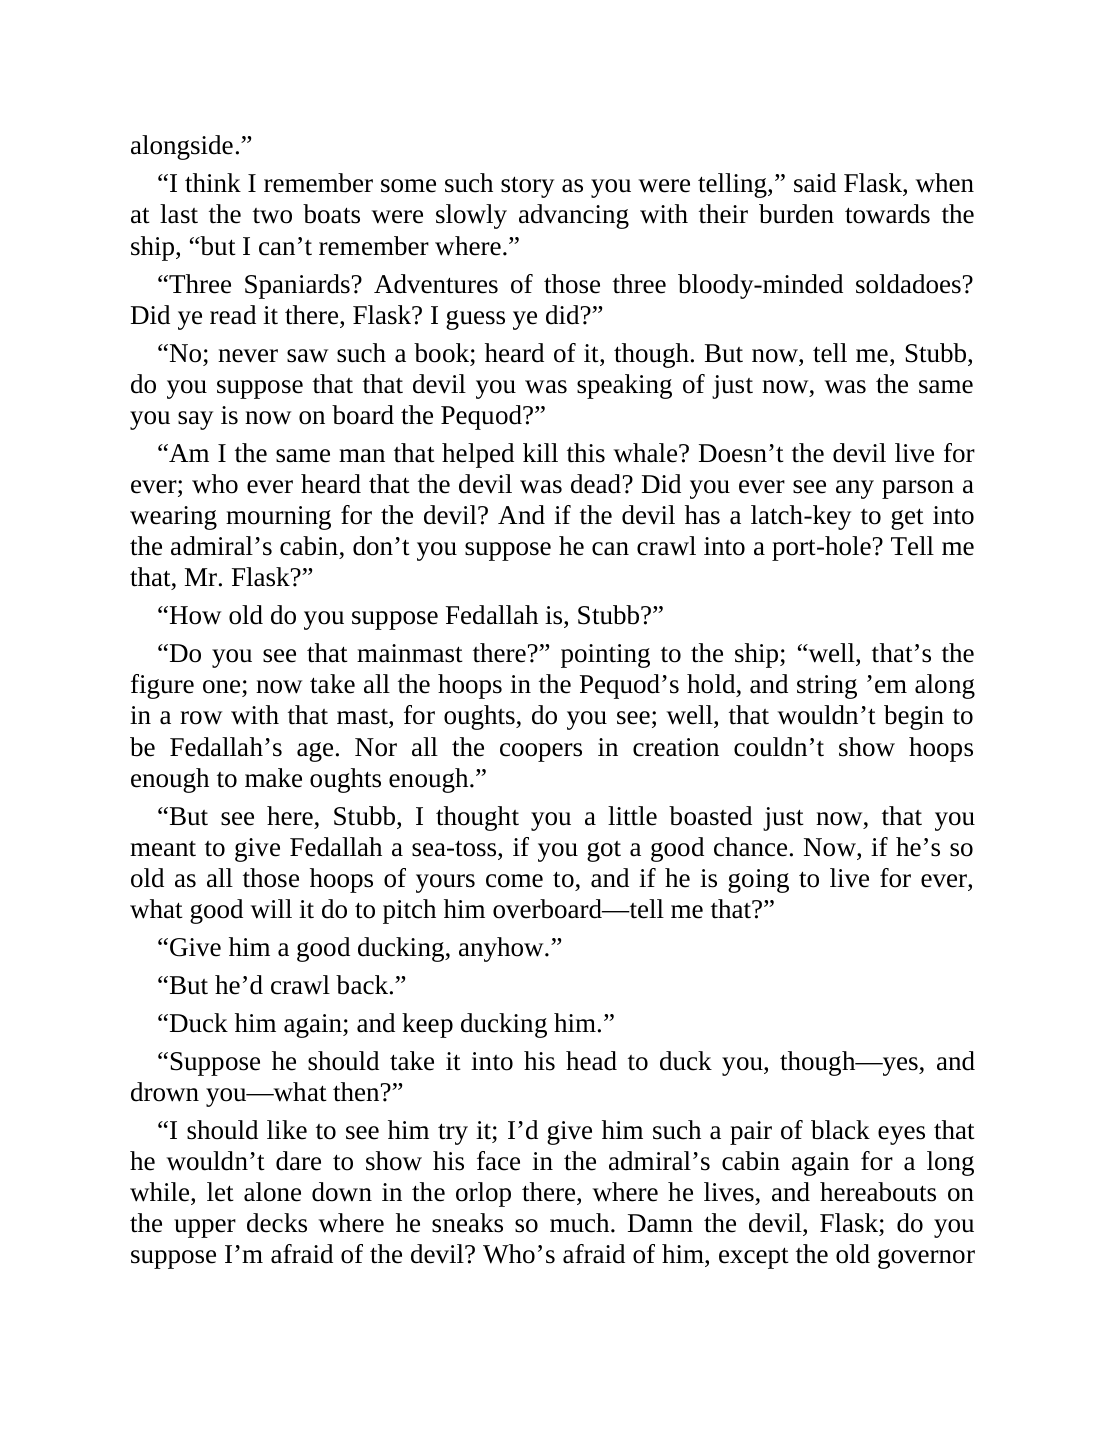 alongside.”
“I think I remember some such story as you were telling,” said Flask, when
at last the two boats were slowly advancing with their burden towards the
ship, “but I can’t remember where.”
“Three Spaniards? Adventures of those three bloody-minded soldadoes?
Did ye read it there, Flask? I guess ye did?”
“No; never saw such a book; heard of it, though. But now, tell me, Stubb,
do you suppose that that devil you was speaking of just now, was the same
you say is now on board the Pequod?”
“Am I the same man that helped kill this whale? Doesn’t the devil live for
ever; who ever heard that the devil was dead? Did you ever see any parson a
wearing mourning for the devil? And if the devil has a latch-key to get into
the admiral’s cabin, don’t you suppose he can crawl into a port-hole? Tell me
that, Mr. Flask?”
“How old do you suppose Fedallah is, Stubb?”
“Do you see that mainmast there?” pointing to the ship; “well, that’s the
figure one; now take all the hoops in the Pequod’s hold, and string ’em along
in a row with that mast, for oughts, do you see; well, that wouldn’t begin to
be Fedallah’s age. Nor all the coopers in creation couldn’t show hoops
enough to make oughts enough.”
“But see here, Stubb, I thought you a little boasted just now, that you
meant to give Fedallah a sea-toss, if you got a good chance. Now, if he’s so
old as all those hoops of yours come to, and if he is going to live for ever,
what good will it do to pitch him overboard—tell me that?”
“Give him a good ducking, anyhow.”
“But he’d crawl back.”
“Duck him again; and keep ducking him.”
“Suppose he should take it into his head to duck you, though—yes, and
drown you—what then?”
“I should like to see him try it; I’d give him such a pair of black eyes that
he wouldn’t dare to show his face in the admiral’s cabin again for a long
while, let alone down in the orlop there, where he lives, and hereabouts on
the upper decks where he sneaks so much. Damn the devil, Flask; do you
suppose I’m afraid of the devil? Who’s afraid of him, except the old governor